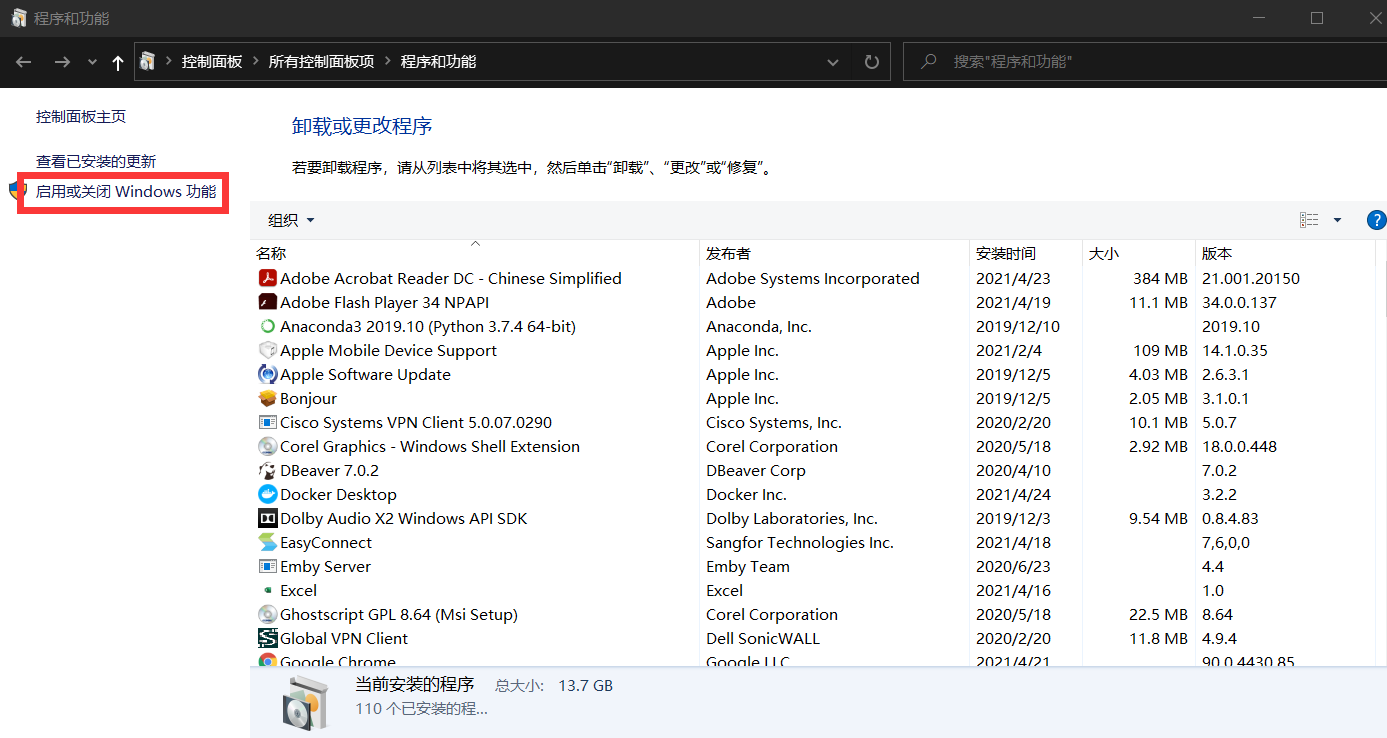 程序和功能
控制面板 › 所有控制面板项 › 程序和功能
搜索"程序和功能"
控制面板主页
查看已安装的更新
启用或关闭 Windows 功能
卸载或更改程序
若要卸载程序，请从列表中将其选中，然后单击“卸载”、“更改”或“修复”。
组织
名称 发布者 安装时间 大小 版本
Adobe Acrobat Reader DC - Chinese Simplified Adobe Systems Incorporated 2021/4/23 384 MB 21.001.20150
Adobe Flash Player 34 NPAPI Adobe 2021/4/19 11.1 MB 34.0.0.137
Anaconda3 2019.10 (Python 3.7.4 64-bit) Anaconda, Inc. 2019/12/10 2019.10
Apple Mobile Device Support Apple Inc. 2021/2/4 109 MB 14.1.0.35
Apple Software Update Apple Inc. 2019/12/5 4.03 MB 2.6.3.1
Bonjour Apple Inc. 2019/12/5 2.05 MB 3.1.0.1
Cisco Systems VPN Client 5.0.07.0290 Cisco Systems, Inc. 2020/2/20 10.1 MB 5.0.7
Corel Graphics - Windows Shell Extension Corel Corporation 2020/5/18 2.92 MB 18.0.0.448
DBeaver 7.0.2 DBeaver Corp 2020/4/10 7.0.2
Docker Desktop Docker Inc. 2021/4/24 3.2.2
Dolby Audio X2 Windows API SDK Dolby Laboratories, Inc. 2019/12/3 9.54 MB 0.8.4.83
EasyConnect Sangfor Technologies Inc. 2021/4/18 7,6,0,0
Emby Server Emby Team 2020/6/23 4.4
Excel Excel 2021/4/16 1.0
Ghostscript GPL 8.64 (Msi Setup) Corel Corporation 2020/5/18 22.5 MB 8.64
Global VPN Client Dell SonicWALL 2020/2/20 11.8 MB 4.9.4
Google Chrome Google LLC 2021/4/21 90.0.4430.85
当前安装的程序 总大小: 13.7 GB
110 个已安装的程...